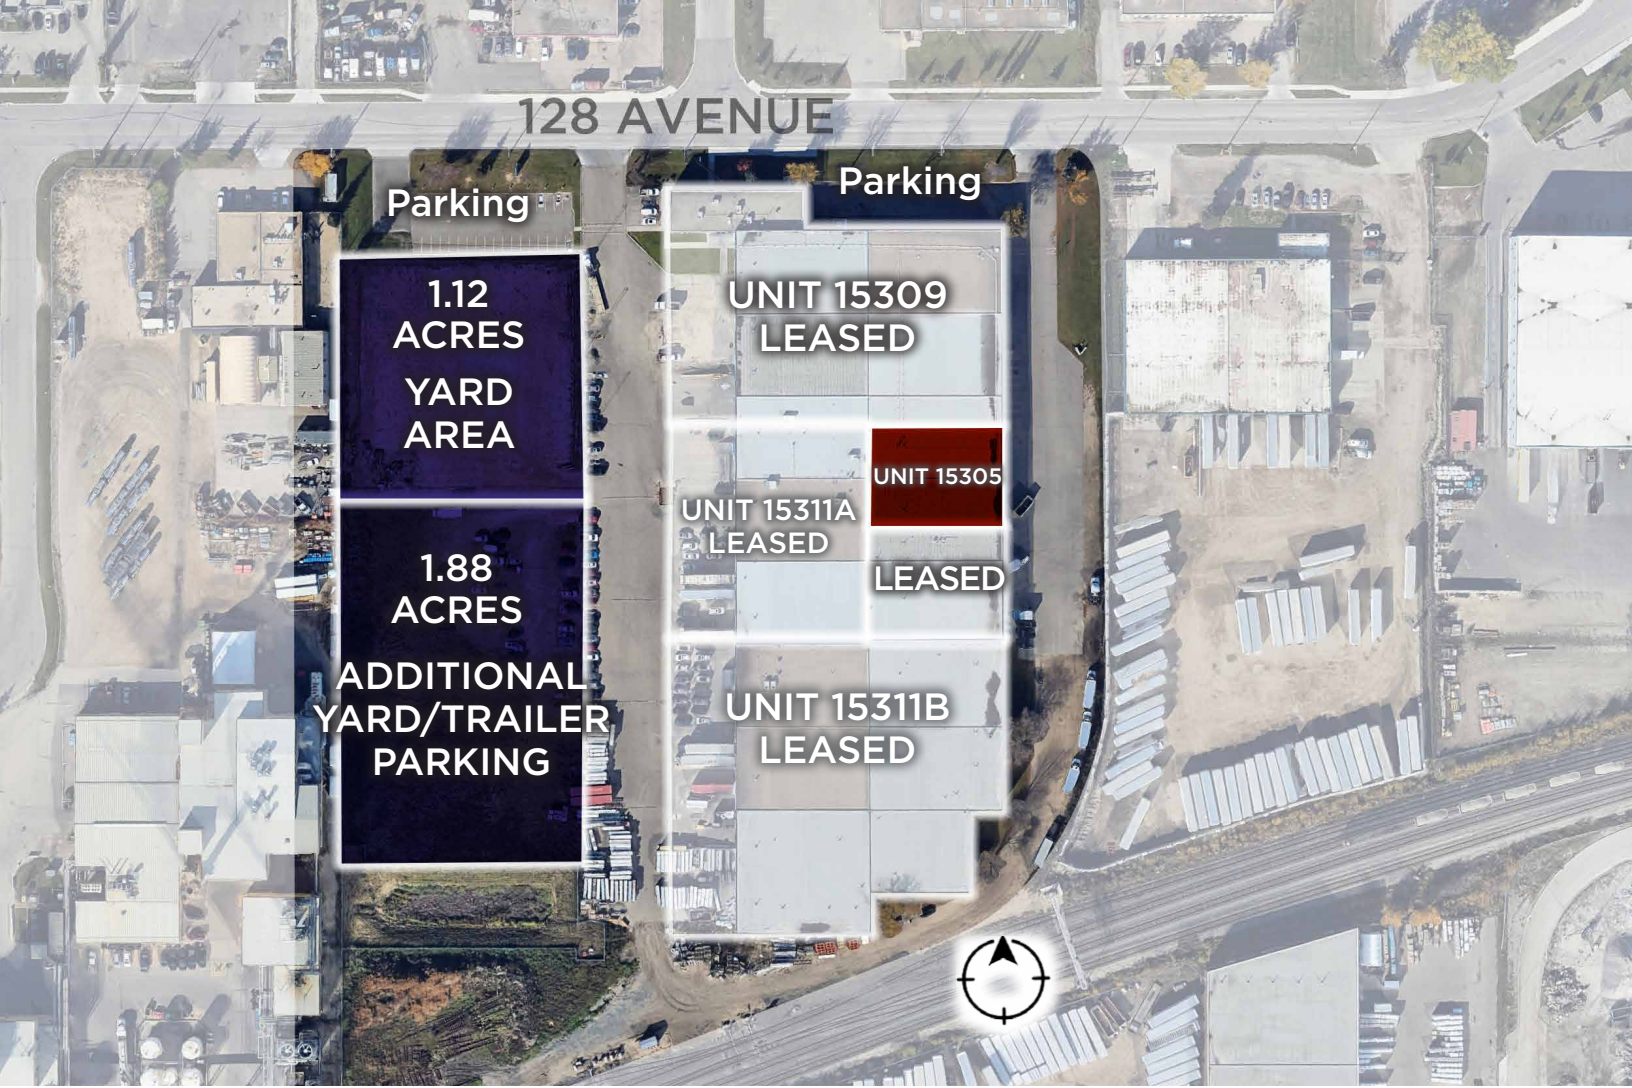 128 AVENUE
Parking
Parking
1.12
ACRES
YARD
AREA
UNIT 15309
LEASED
UNIT 15305
UNIT 15311A
LEASED
LEASED
1.88
ACRES
ADDITIONAL
YARD/TRAILER
PARKING
UNIT 15311B
LEASED